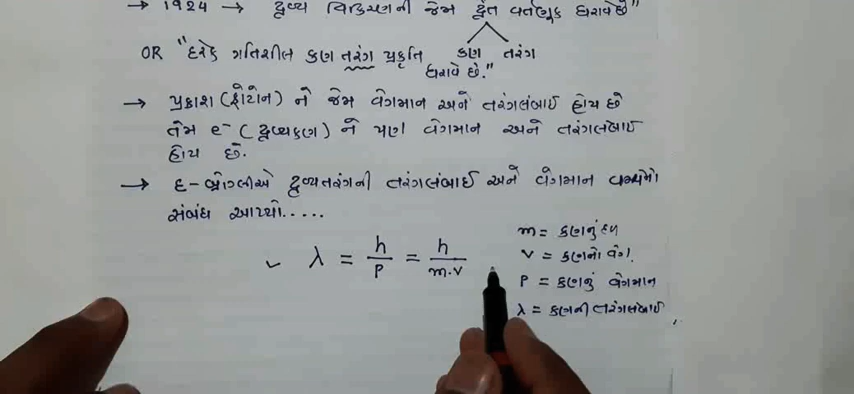 → 1924 → દ્રવ્ય વિકિરણની જેમ દ્વૈત વર્તણૂક ધરાવે છે"
OR "દરેક ગતિશીલ કણ તરંગ પ્રકૃતિ ધરાવે છે."
કણ તરંગ
→ પ્રકાશ (ફોટોન) ને જેમ વેગમાન અને તરંગલંબાઈ હોય છે
તેમ e⁻ (દ્રવ્યકણ) ને પણ વેગમાન અને તરંગલંબાઈ
હોય છે.
→ દ-બ્રોગ્લીએ દ્રવ્યતરંગની તરંગલંબાઈ અને વેગમાન વચ્ચેનો
સંબંધ આપ્યો.....
λ = h/p = h/m.v
m = કણનું દળ
v = કણનો વેગ.
p = કણનું વેગમાન
λ = કણની તરંગલંબાઈ